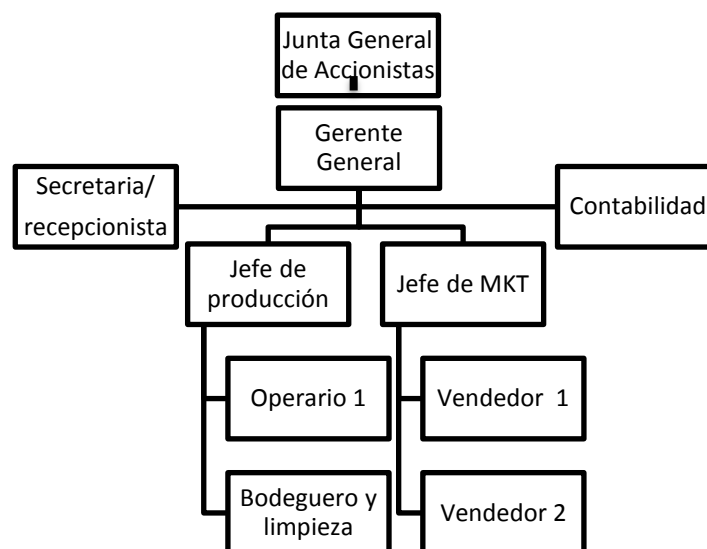 Junta General
de Accionistas
Gerente
General
Secretaria/
recepcionista
Contabilidad
Jefe de
producción
Jefe de MKT
Operario 1
Vendedor 1
Bodeguero y
limpieza
Vendedor 2